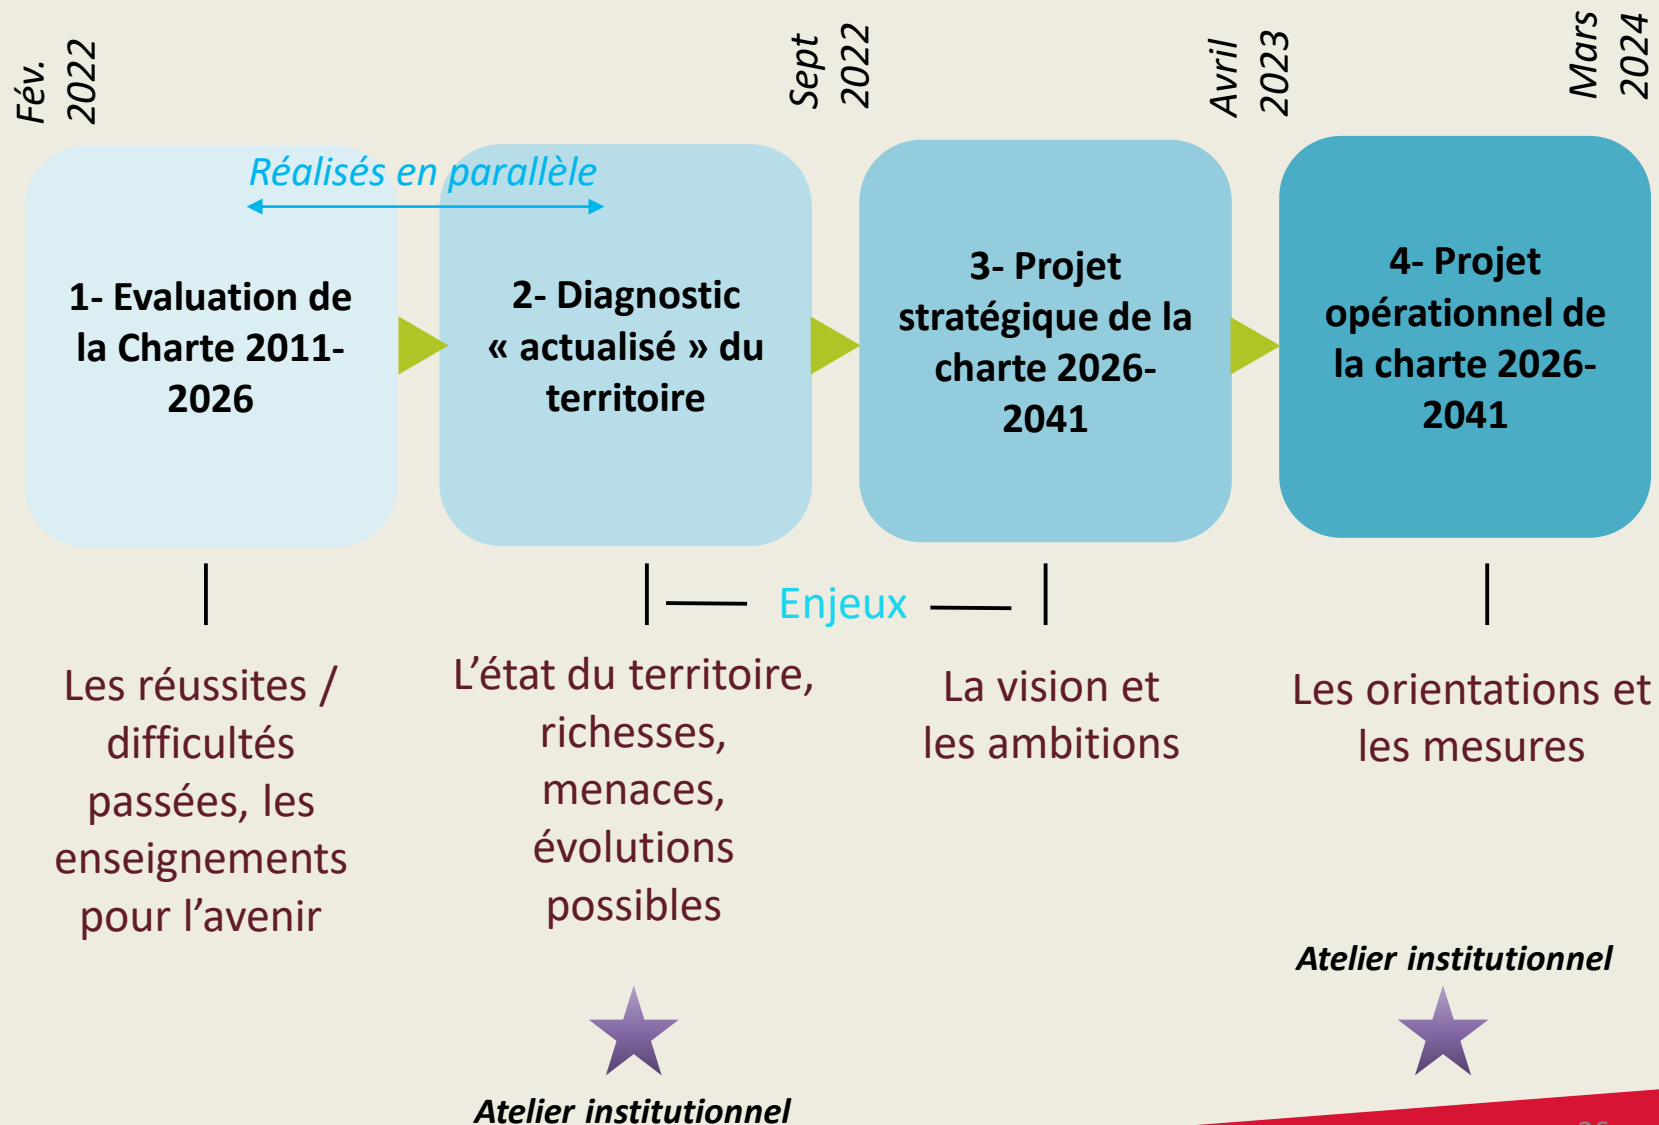 Fév.
2022
Sept
2022
Avril
2023
Mars
2024
Réalisés en parallèle
1- Evaluation de
la Charte 2011-
2026
2- Diagnostic
« actualisé » du
territoire
3- Projet
stratégique de la
charte 2026-
2041
4- Projet
opérationnel de
la charte 2026-
2041
Enjeux
Les réussites /
difficultés
passées, les
enseignements
pour l’avenir
L’état du territoire,
richesses,
menaces,
évolutions
possibles
La vision et
les ambitions
Les orientations et
les mesures
Atelier institutionnel
Atelier institutionnel